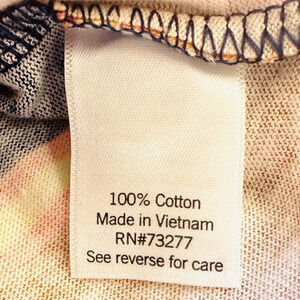 100% Cotton
Made in Vietnam
RN#73277
See reverse for care